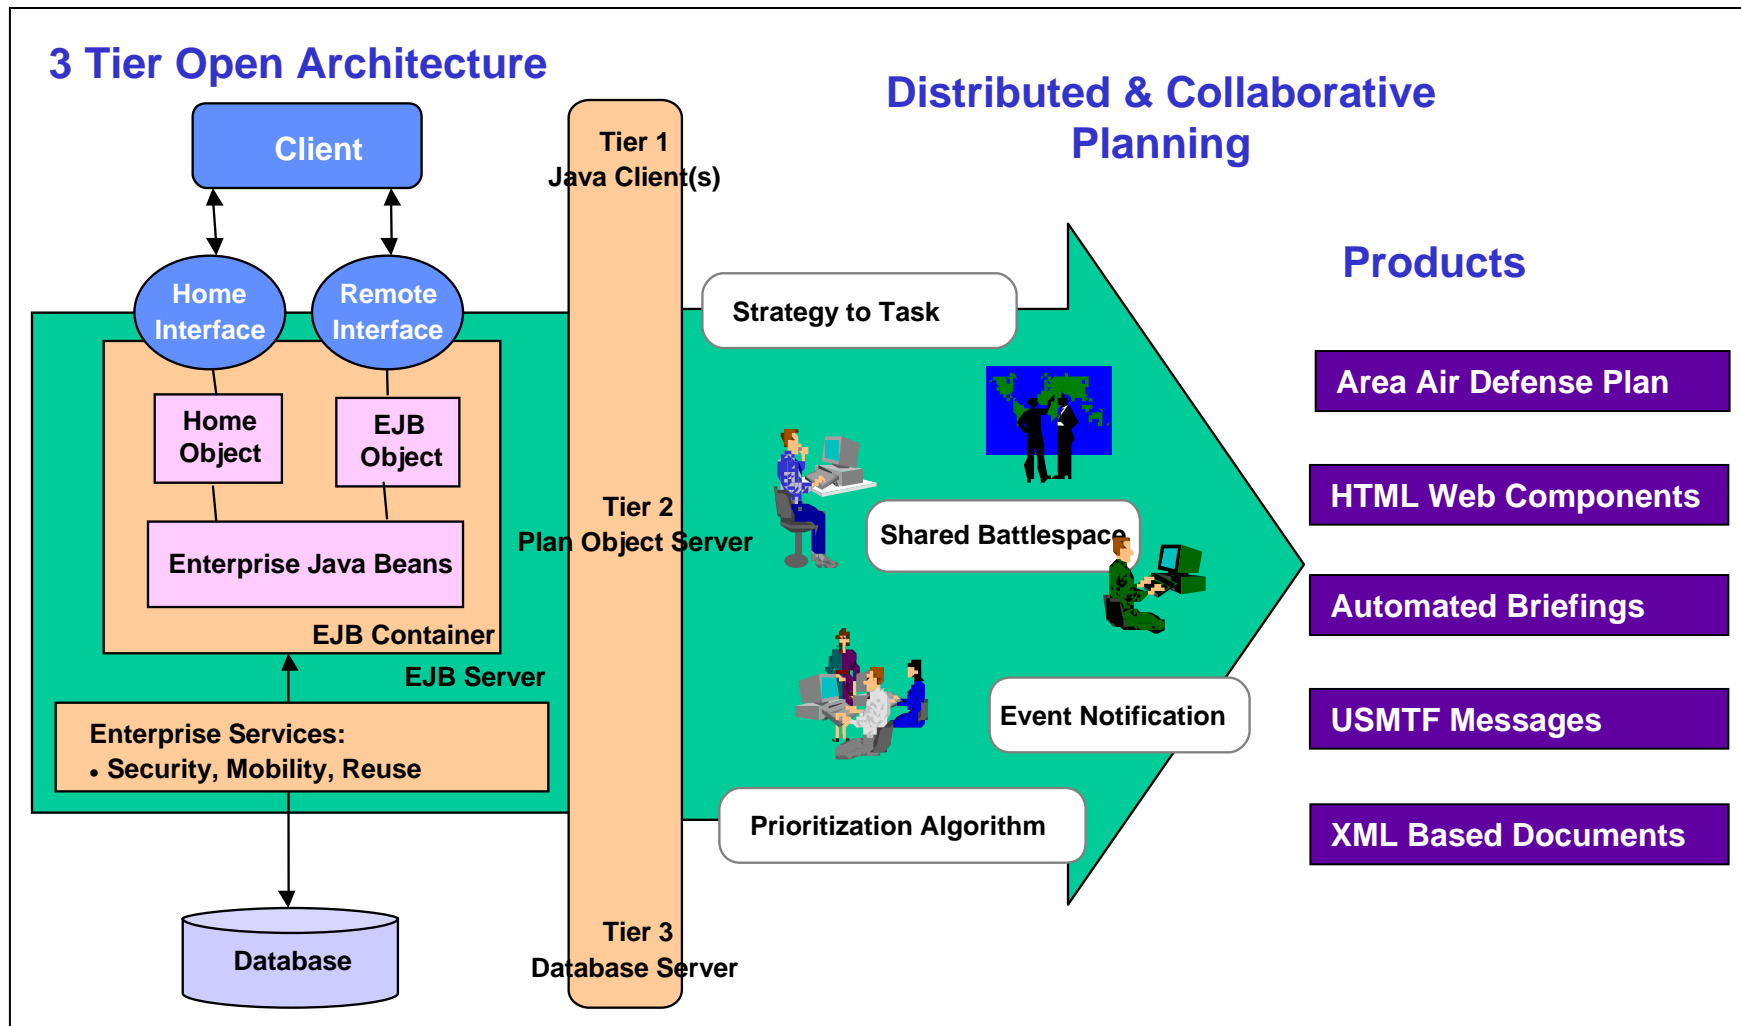 3 Tier Open Architecture
Client
Home
Interface
Remote
Interface
Home
Object
EJB
Object
Enterprise Java Beans
EJB Container
EJB Server
Enterprise Services:
• Security, Mobility, Reuse
Database
Tier 1
Java Client(s)
Tier 2
Plan Object Server
Tier 3
Database Server
Distributed & Collaborative
Planning
Strategy to Task
Shared Battlespace
Event Notification
Prioritization Algorithm
Products
Area Air Defense Plan
HTML Web Components
Automated Briefings
USMTF Messages
XML Based Documents